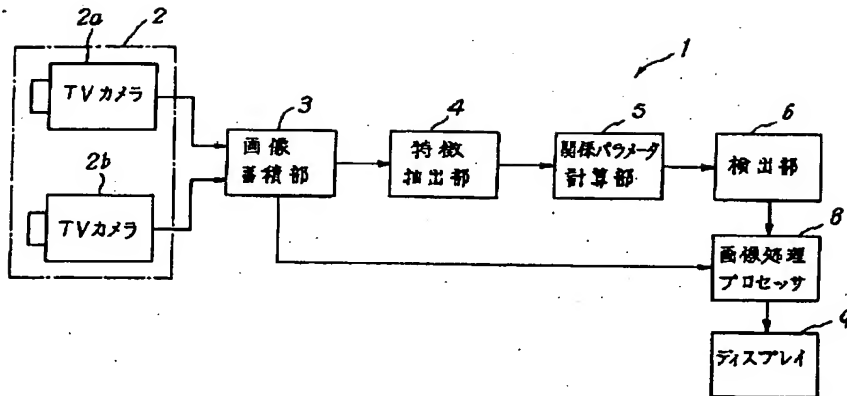 2
2a
TVカメラ
2b
TVカメラ
3
画像
蓄積部
4
特徴
抽出部
5
関係パラメータ
計算部
1
6
検出部
8
画像処理
プロセッサ
9
ディスプレイ